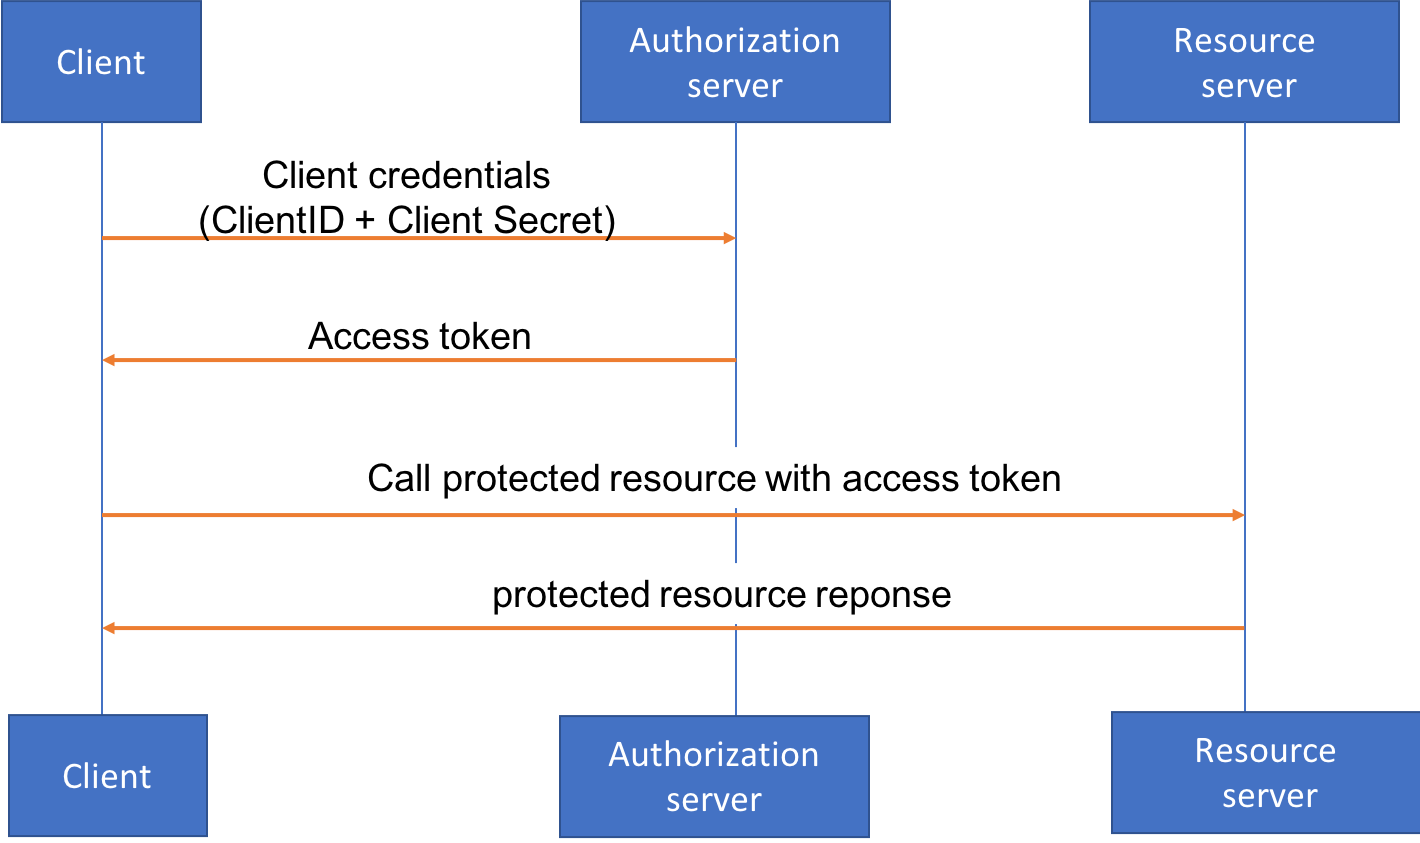 Client
Authorization
server
Resource
server
Client credentials
(ClientID + Client Secret)
Access token
Call protected resource with access token
protected resource reponse
Client
Authorization
server
Resource
server